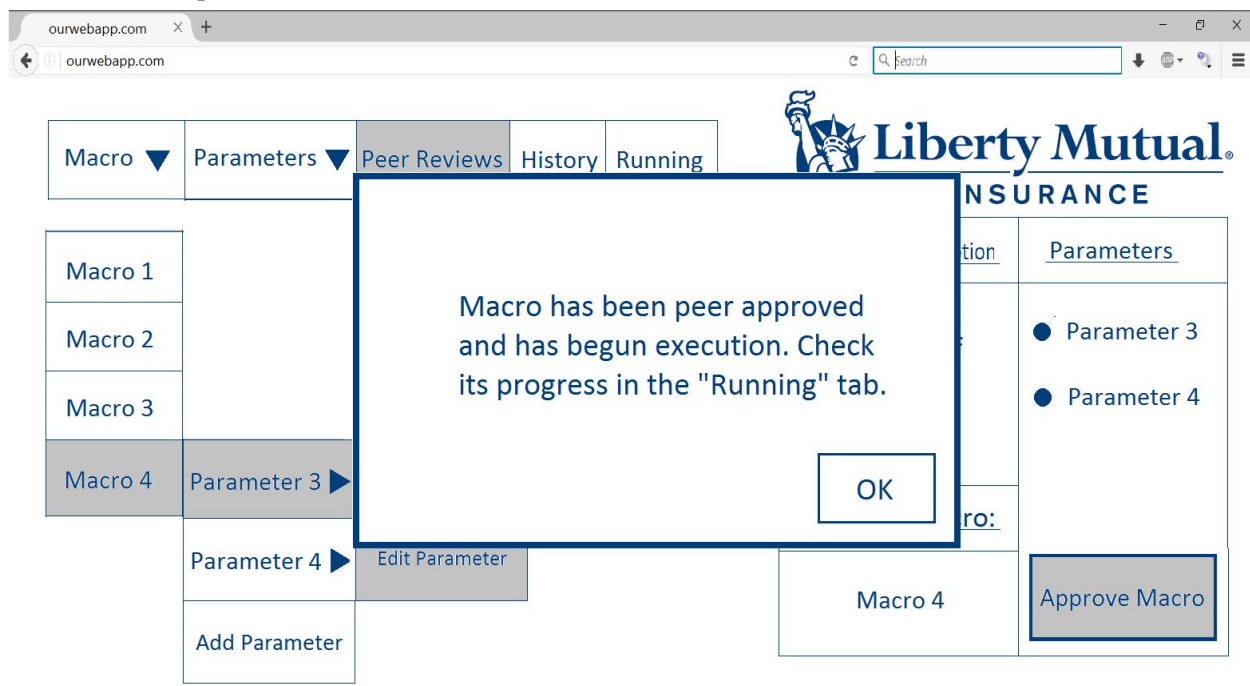 ourwebapp.com
ourwebapp.com
Search
ABP
Macro Parameters Peer Reviews History Running
Liberty Mutual
NSURANCE
Macro 1
Macro 2
Macro 3
Macro 4
Parameter 3
Parameter 4
Edit Parameter
Add Parameter
Macro has been peer approved
and has begun execution. Check
its progress in the "Running" tab.
OK
tion
Parameters
Parameter 3
Parameter 4
ro:
Macro 4
Approve Macro